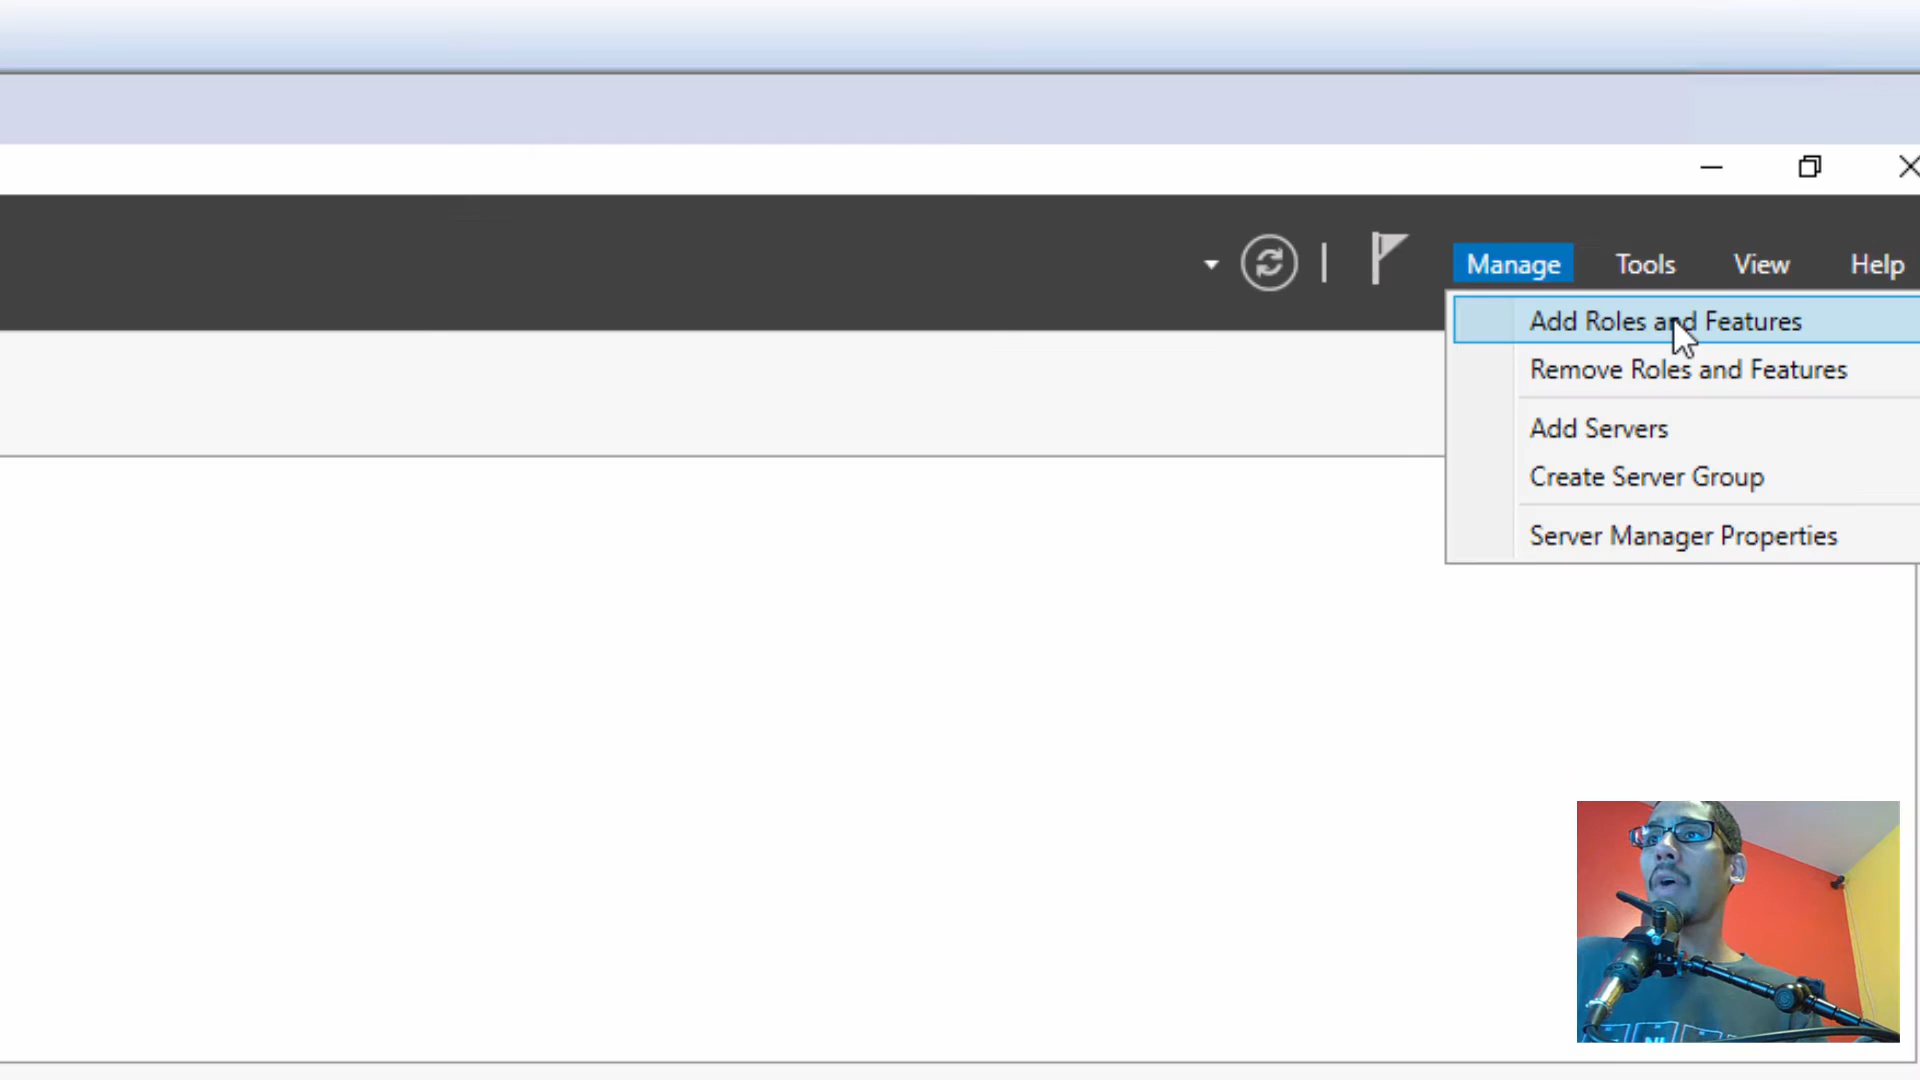 Manage Tools View Help
Add Roles and Features
Remove Roles and Features
Add Servers
Create Server Group
Server Manager Properties